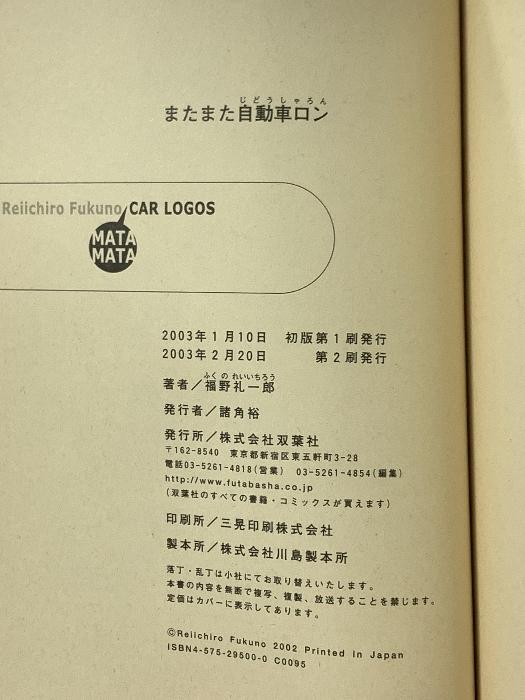 じどうしゃろん
またまた自動車ロン
Reiichiro Fukuno CAR LOGOS
MATA
MATA
2003年1月10日 初版第1刷発行
2003年2月20日 第2刷発行
ふくの れいいちろう
著者／福野礼一郎
発行者／諸角裕
発行所／株式会社双葉社
〒162-8540 東京都新宿区東五軒町3-28
電話03-5261-4818(営業) 03-5261-4854(編集)
http://www.futabasha.co.jp
(双葉社のすべての書籍・コミックスが買えます)
印刷所／三晃印刷株式会社
製本所／株式会社川島製本所
落丁・乱丁は小社にてお取り替えいたします。
本書の内容を無断で複写、複製、放送することを禁じます。
定価はカバーに表示してあります。
©Reiichiro Fukuno 2002 Printed In Japan
ISBN4-575-29500-0 C0095